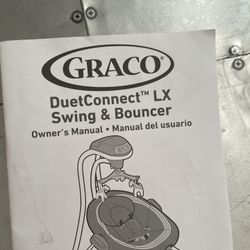 GRACO®
DuetConnect™ LX
Swing & Bouncer
Owner's Manual • Manual del usuario